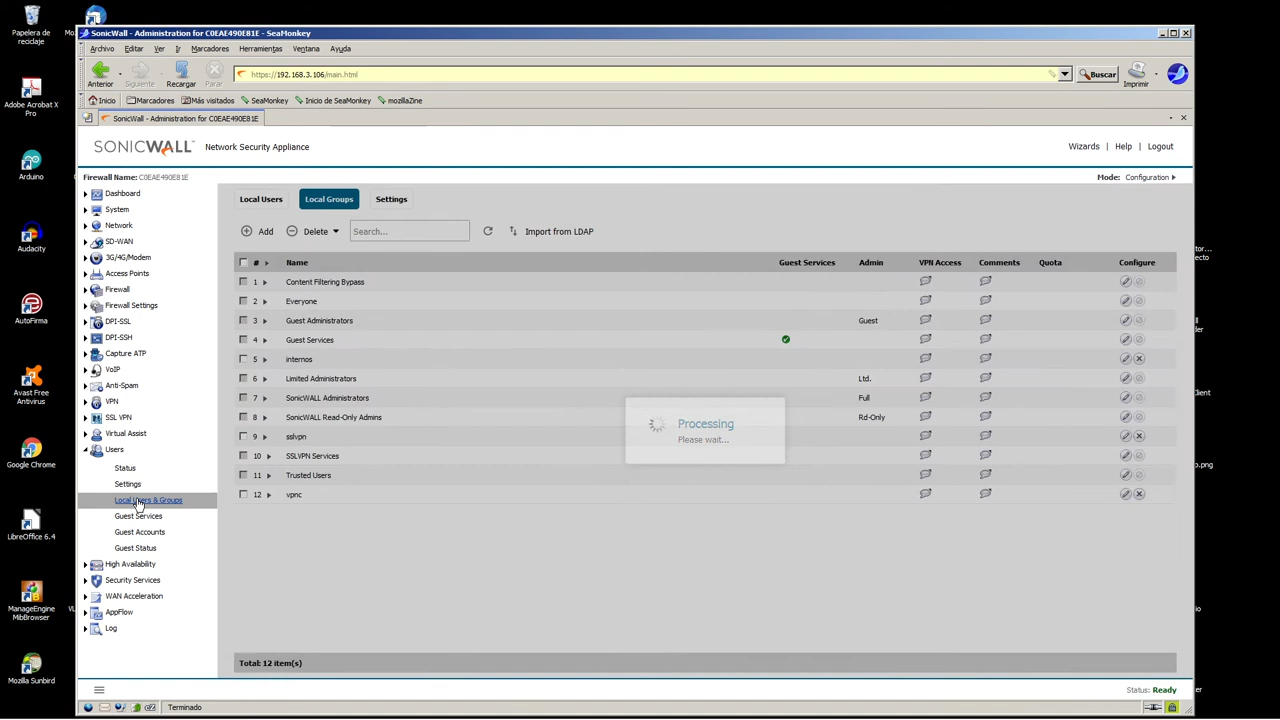 Papelera de reciclaje
Adobe Acrobat X Pro
Arduino
Audacity
AutoFirma
Avast Free Antivirus
Google Chrome
LibreOffice 6.4
ManageEngine MibBrowser
Mozilla Sunbird
SonicWall - Administration for C0EAE490E81E - SeaMonkey
Archivo Editar Ver Ir Marcadores Herramientas Ventana Ayuda
Anterior Siguiente Recargar Parar https://192.168.3.106/main.html Buscar Imprimir
Inicio Marcadores Más visitados SeaMonkey Inicio de SeaMonkey mozillaZine
SonicWall - Administration for C0EAE490E81E
SONICWALL Network Security Appliance Wizards | Help | Logout
Firewall Name: C0EAE490E81E Mode: Configuration
Dashboard
System
Network
SD-WAN
3G/4G/Modem
Access Points
Firewall
Firewall Settings
DPI-SSL
DPI-SSH
Capture ATP
VoIP
Anti-Spam
VPN
SSL VPN
Virtual Assist
Users
Status
Settings
Local Users & Groups
Guest Services
Guest Accounts
Guest Status
High Availability
Security Services
WAN Acceleration
AppFlow
Log
Local Users Local Groups Settings
Add Delete Search... Import from LDAP
# Name Guest Services Admin VPN Access Comments Quota Configure
1 Content Filtering Bypass
2 Everyone
3 Guest Administrators Guest
4 Guest Services
5 internos
6 Limited Administrators Ltd.
7 SonicWALL Administrators Full
8 SonicWALL Read-Only Admins Rd-Only
9 sslvpn
10 SSLVPN Services
11 Trusted Users
12 vpnc
Processing
Please wait...
Total: 12 item(s)
Status: Ready
Terminado